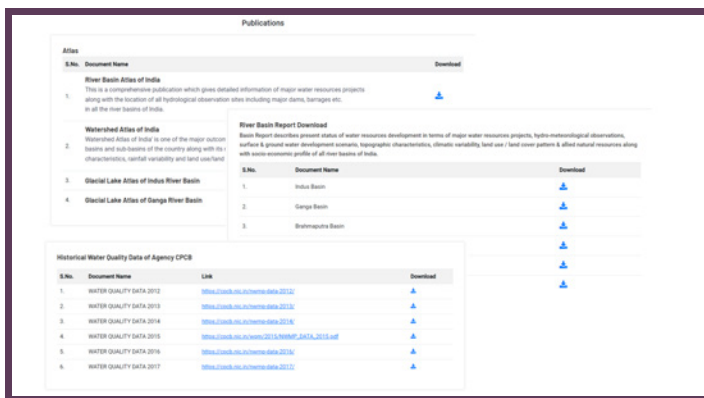 Publications
Atlas
S.No. Document Name Download
River Basin Atlas of India
1. This is a comprehensive publication which gives detailed information of major water resources projects
along with the location of all hydrological observation sites including major dams, barrages etc.
in all the river basins of India.
Watershed Atlas of India
2. Watershed Atlas of India' is one of the major outcom
basins and sub-basins of the country along with its
characteristics, rainfall variability and land use/land
3. Glacial Lake Atlas of Indus River Basin
4. Glacial Lake Atlas of Ganga River Basin
River Basin Report Download
Basin Report describes present status of water resources development in terms of major water resources projects, hydro-meteorological observations,
surface & ground water development scenario, topographic characteristics, climatic variability, land use / land cover pattern & allied natural resources along
with socio-economic profile of all river basins of India.
S.No. Document Name Download
1. Indus Basin
2. Ganga Basin
3. Brahmaputra Basin
Historical Water Quality Data of Agency CPCB
S.No. Document Name Link Download
1. WATER QUALITY DATA 2012 https://cpcb.nic.in/nwmp-data-2012/
2. WATER QUALITY DATA 2013 https://cpcb.nic.in/nwmp-data-2013/
3. WATER QUALITY DATA 2014 https://cpcb.nic.in/nwmp-data-2014/
4. WATER QUALITY DATA 2015 https://cpcb.nic.in/wqm/2015/NWMP_DATA_2015.pdf
5. WATER QUALITY DATA 2016 https://cpcb.nic.in/nwmp-data-2016/
6. WATER QUALITY DATA 2017 https://cpcb.nic.in/nwmp-data-2017/